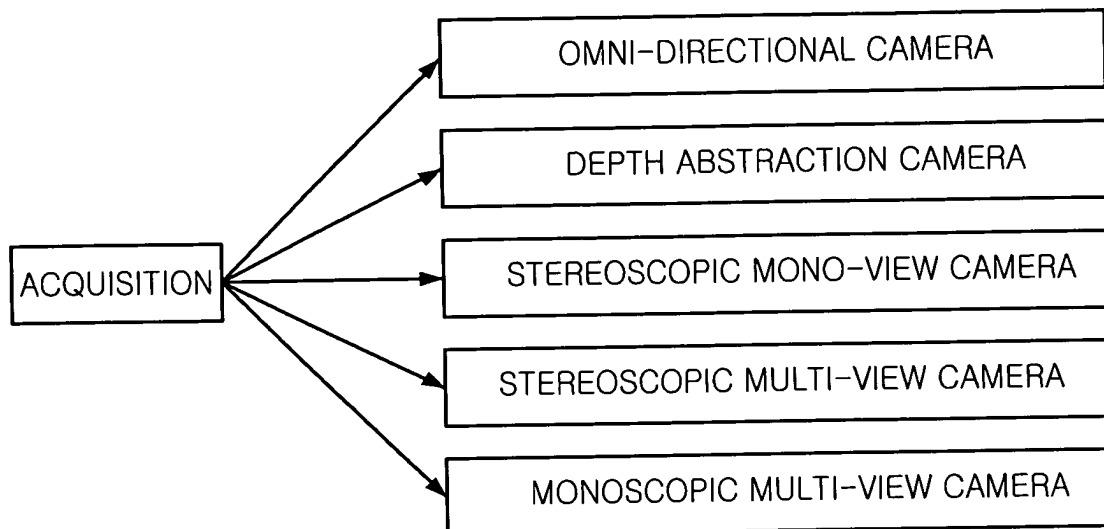 OMNI-DIRECTIONAL CAMERA
DEPTH ABSTRACTION CAMERA
ACQUISITION
STEREOSCOPIC MONO-VIEW CAMERA
STEREOSCOPIC MULTI-VIEW CAMERA
MONOSCOPIC MULTI-VIEW CAMERA